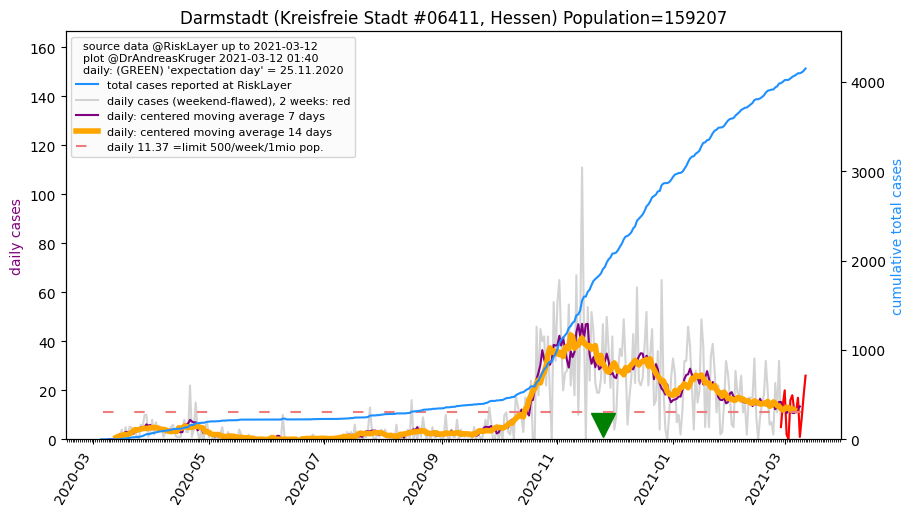 Darmstadt (Kreisfreie Stadt #06411, Hessen) Population=159207
source data @RiskLayer up to 2021-03-12
plot @DrAndreasKruger 2021-03-12 01:40
daily: (GREEN) 'expectation day' = 25.11.2020
total cases reported at RiskLayer
daily cases (weekend-flawed), 2 weeks: red
daily: centered moving average 7 days
daily: centered moving average 14 days
daily 11.37 =limit 500/week/1mio pop.
daily cases
160
140
120
100
80
60
40
20
0
cumulative total cases
4000
3000
2000
1000
0
2020-03
2020-05
2020-07
2020-09
2020-11
2021-01
2021-03